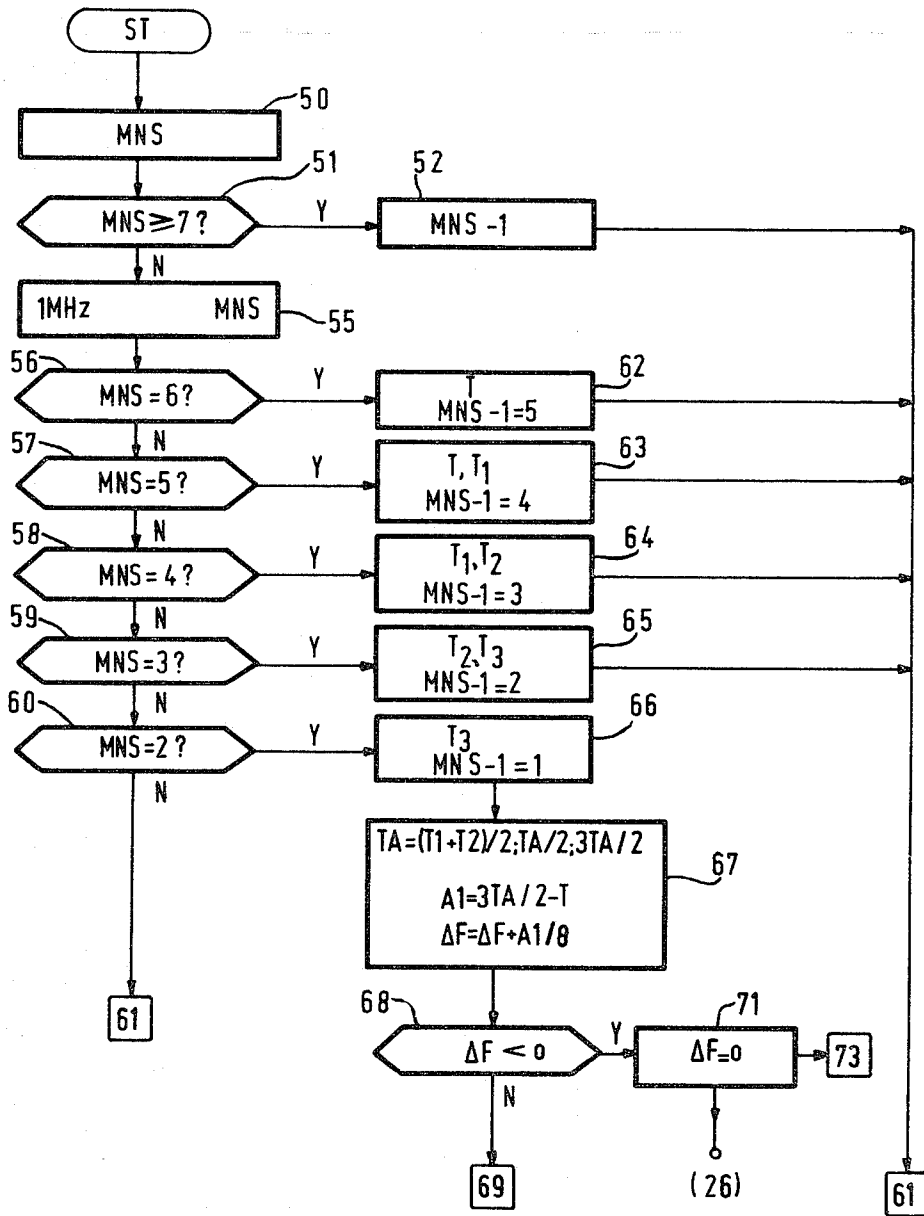 ST
50
MNS
51
MNS≥7?
Y
52
MNS -1
N
1MHz MNS
55
56
MNS=6?
Y
T
MNS-1=5
62
N
57
MNS=5?
Y
T, T1
MNS-1=4
63
N
58
MNS=4?
Y
T1, T2
MNS-1=3
64
N
59
MNS=3?
Y
T2, T3
MNS-1=2
65
N
60
MNS=2?
Y
T3
MNS-1=1
66
N
TA=(T1+T2)/2;TA/2;3TA/2
A1=3TA/2-T
ΔF=ΔF+A1/8
67
61
68
ΔF<0
Y
71
ΔF=0
73
N
69
(26)
61